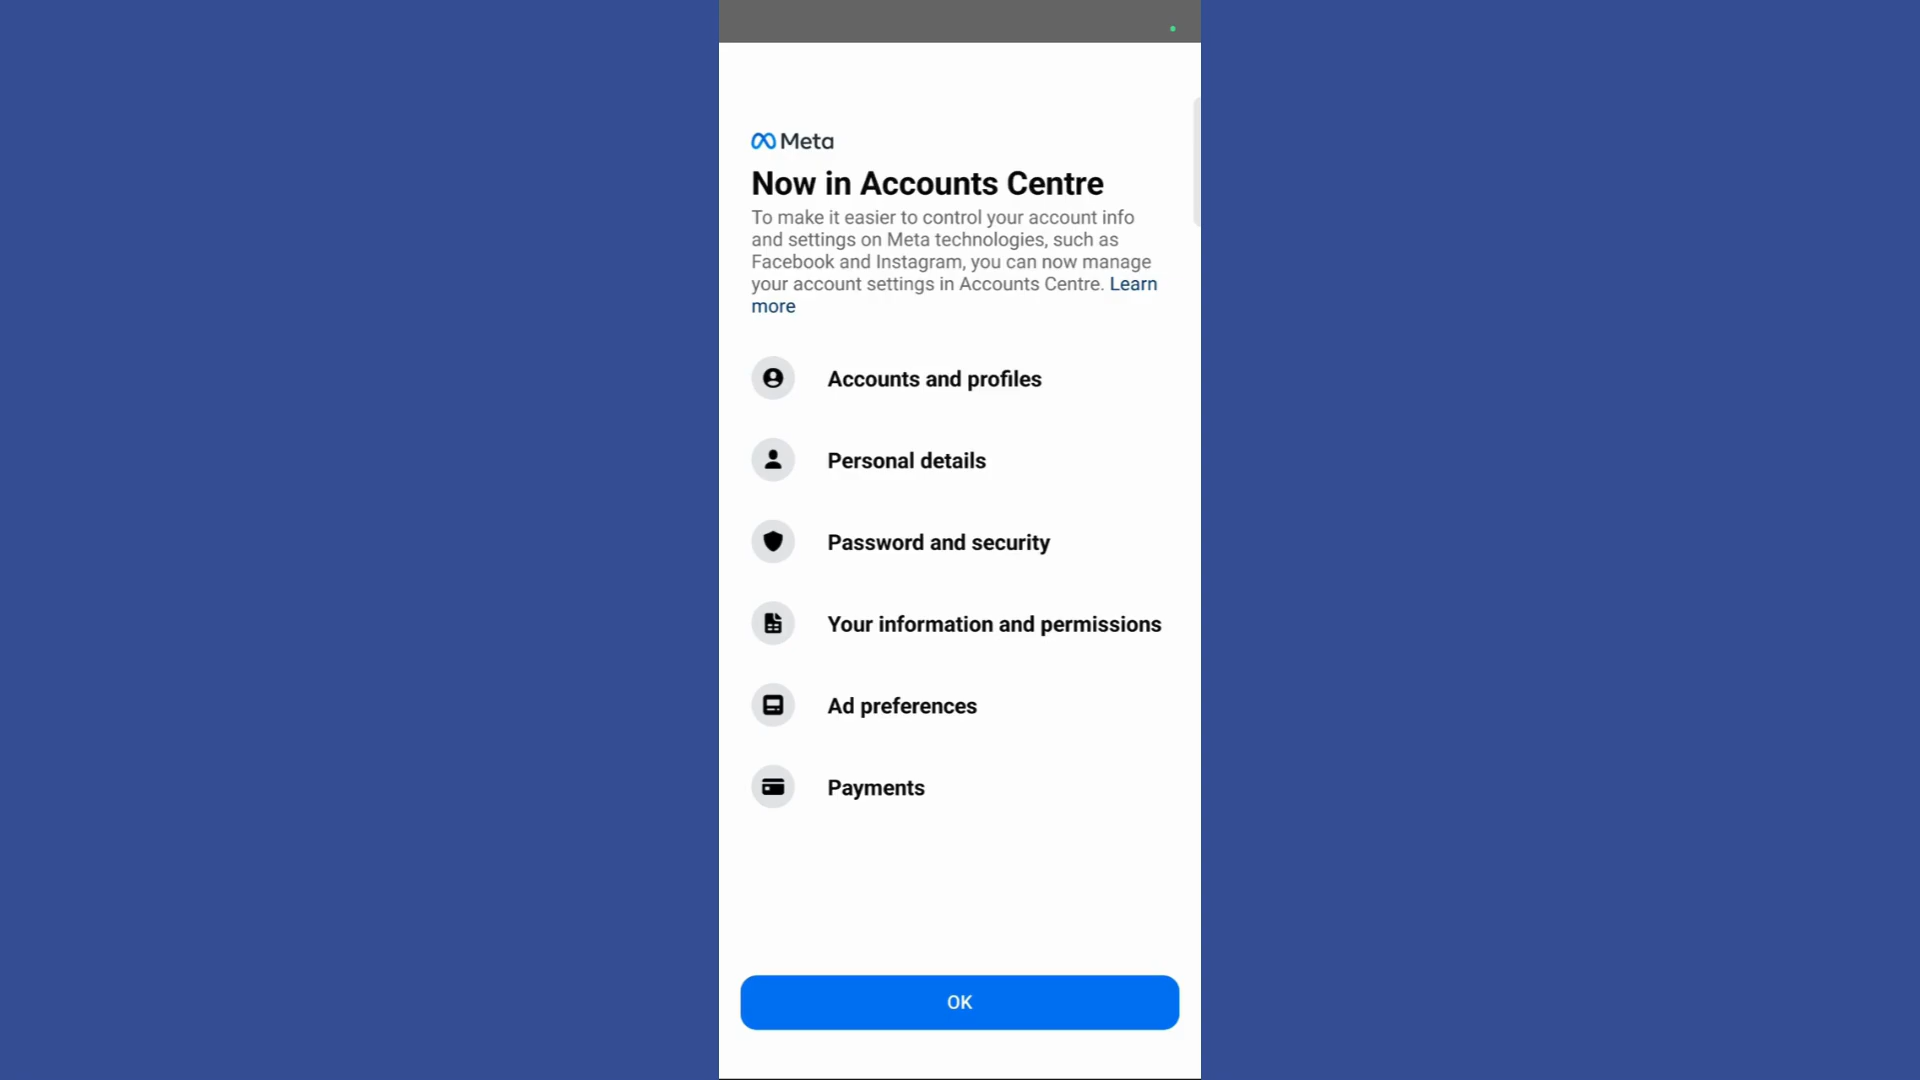 Meta
Now in Accounts Centre
To make it easier to control your account info
and settings on Meta technologies, such as
Facebook and Instagram, you can now manage
your account settings in Accounts Centre. Learn
more
Accounts and profiles
Personal details
Password and security
Your information and permissions
Ad preferences
Payments
OK